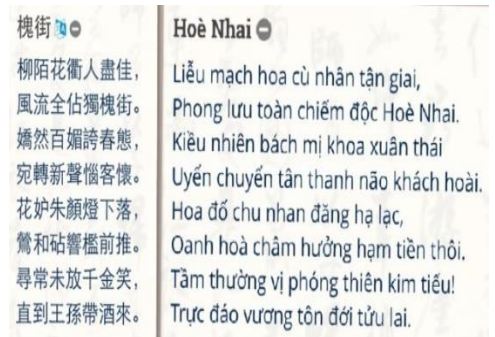 槐街
柳陌花衢人盡佳，
風流全佔獨槐街。
嬌然百媚誇春態，
宛轉新聲惱客懷。
花妒朱顏燈下落，
鶯和砧響檻前推。
尋常未放千金笑，
直到王孫帶酒來。
Hoè Nhai
Liễu mạch hoa cù nhân tận giai,
Phong lưu toàn chiếm độc Hoè Nhai.
Kiều nhiên bách mị khoa xuân thái
Uyển chuyển tân thanh não khách hoài.
Hoa đố chu nhan đăng hạ lạc,
Oanh hoà châm hưởng hạm tiền thôi.
Tầm thường vị phóng thiên kim tiếu!
Trực đáo vương tôn đới tửu lai.